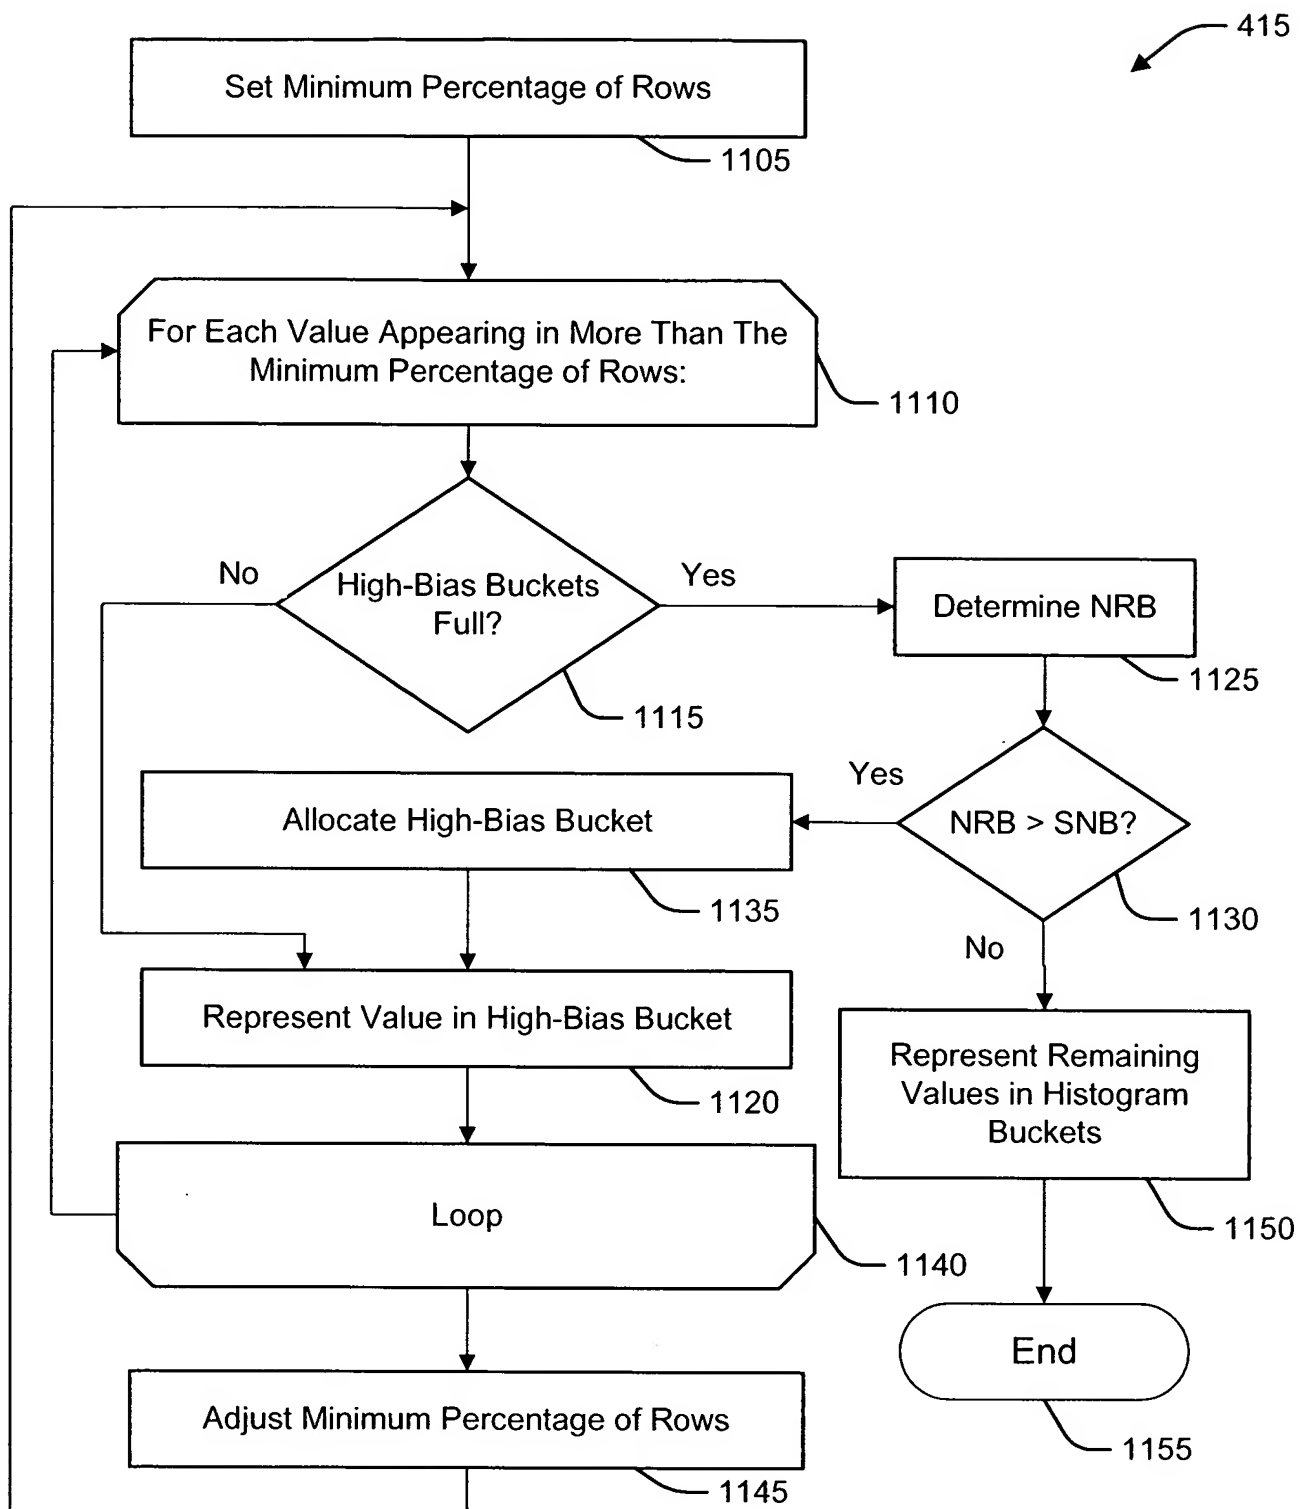 415
Set Minimum Percentage of Rows
1105
For Each Value Appearing in More Than The
Minimum Percentage of Rows:
1110
High-Bias Buckets
Full?
No
Yes
1115
Determine NRB
1125
NRB > SNB?
Yes
No
1130
Allocate High-Bias Bucket
1135
Represent Value in High-Bias Bucket
1120
Represent Remaining
Values in Histogram
Buckets
1150
Loop
1140
End
1155
Adjust Minimum Percentage of Rows
1145